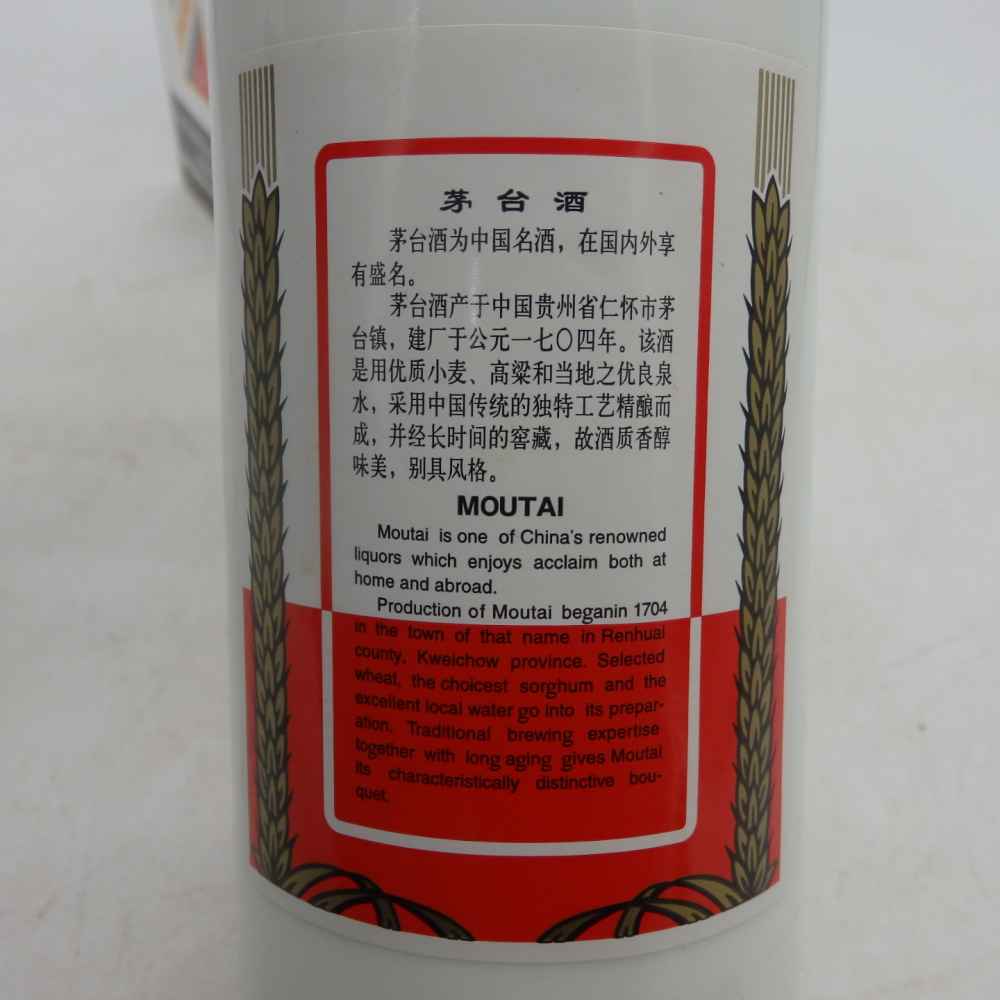 茅台酒
茅台酒为中国名酒，在国内外享
有盛名。
茅台酒产于中国贵州省仁怀市茅
台镇，建厂于公元一七〇四年。该酒
是用优质小麦、高粱和当地之优良泉
水，采用中国传统的独特工艺精酿而
成，并经长时间的窖藏，故酒质香醇
味美，别具风格。
MOUTAI
Moutai is one of China's renowned
liquors which enjoys acclaim both at
home and abroad.
Production of Moutai beganin 1704
in the town of that name in Renhuai
county, Kweichow province. Selected
wheat, the choicest sorghum and the
excellent local water go into its prepar-
ation. Traditional brewing expertise
together with long aging gives Moutai
its characteristically distinctive bou-
quet.